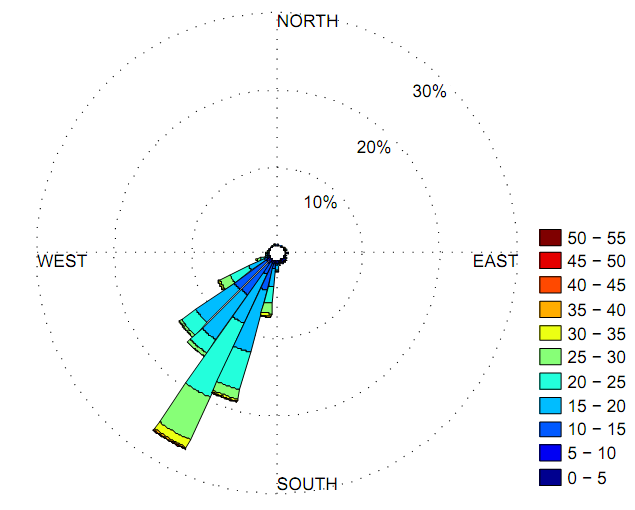 NORTH
30%
20%
10%
WEST
EAST
SOUTH
50 − 55
45 − 50
40 − 45
35 − 40
30 − 35
25 − 30
20 − 25
15 − 20
10 − 15
5 − 10
0 − 5